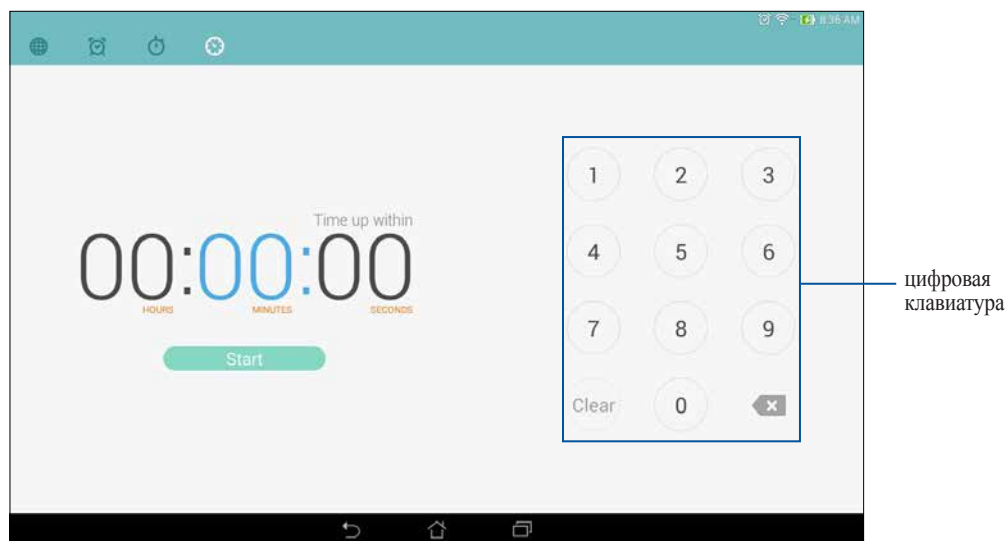 8:36 AM
Time up within
00:00:00
HOURS MINUTES SECONDS
Start
1 2 3
4 5 6
7 8 9
Clear 0
цифровая
клавиатура